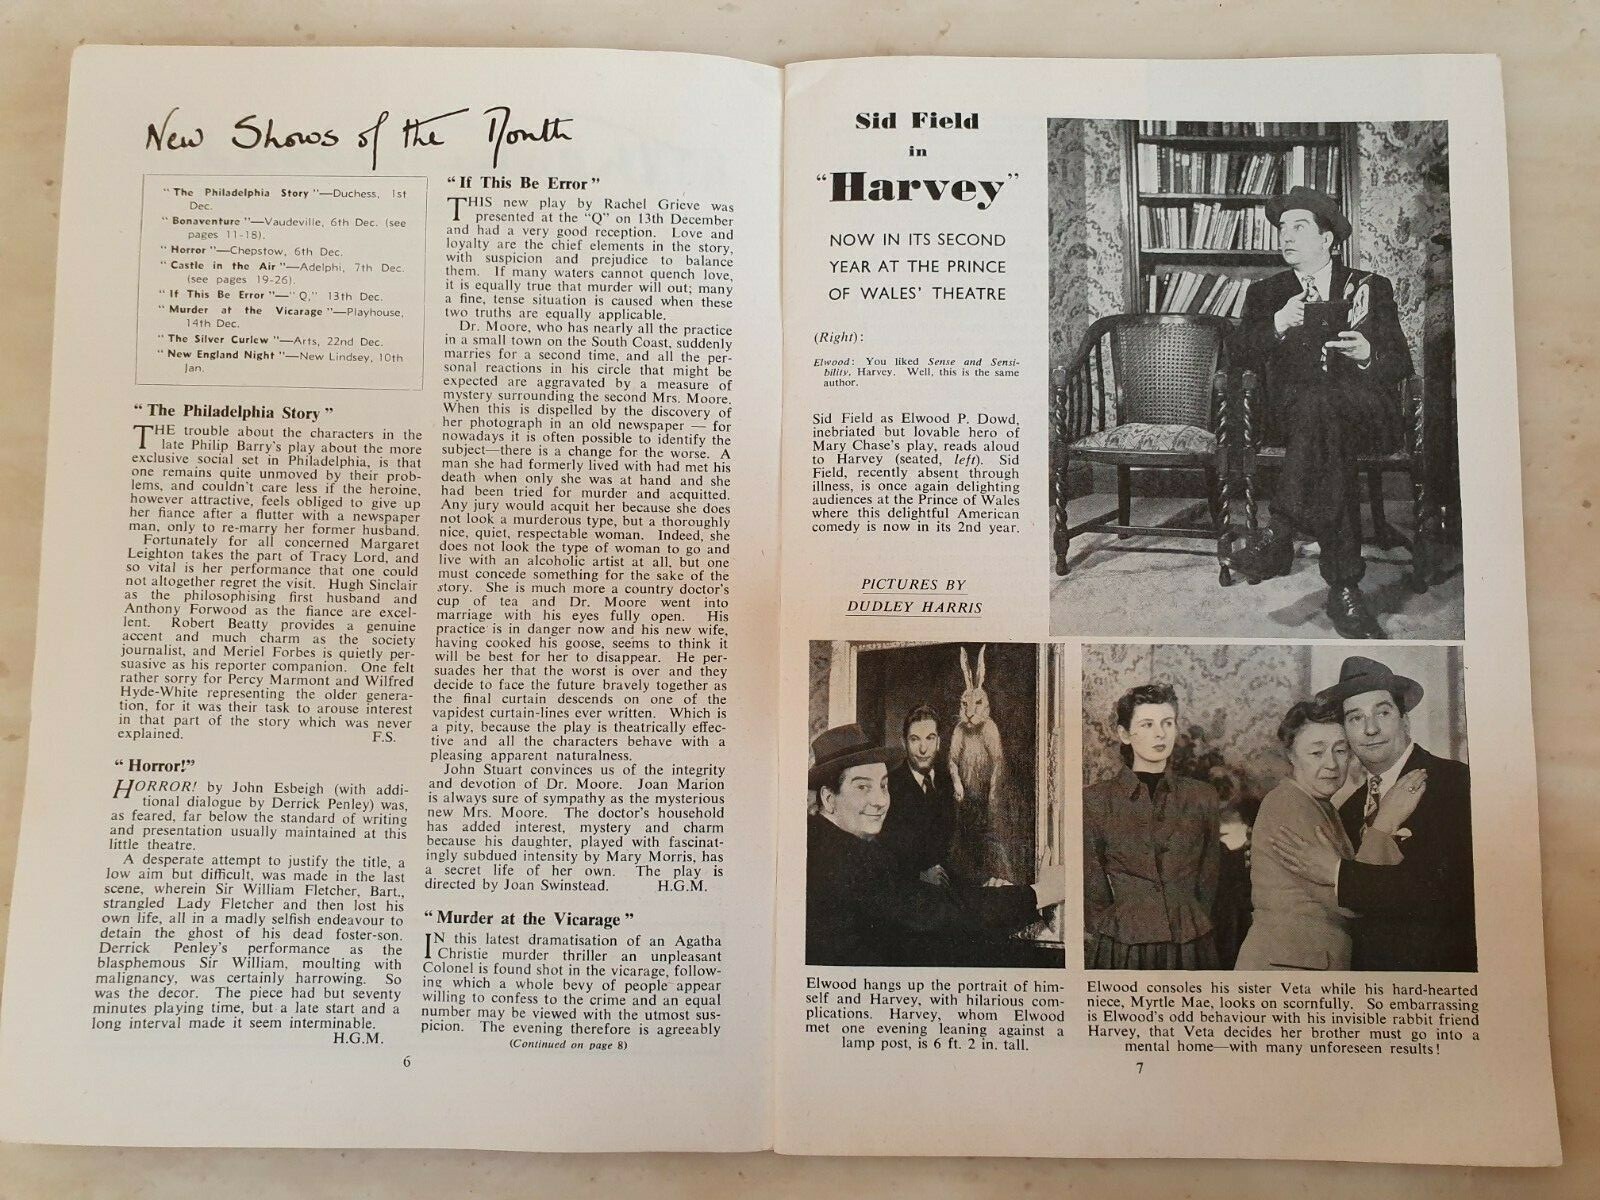 New Shows of the Month
"The Philadelphia Story"—Duchess, 1st
Dec.
"Bonaventure"—Vaudeville, 6th Dec. (see
pages 11-18).
"Horror"—Chepstow, 6th Dec.
"Castle in the Air"—Adelphi, 7th Dec.
(see pages 19-26).
"If This Be Error"—"Q," 13th Dec.
"Murder at the Vicarage"—Playhouse,
14th Dec.
"The Silver Curlew"—Arts, 22nd Dec.
"New England Night"—New Lindsey, 10th
Jan.
"The Philadelphia Story"
THE trouble about the characters in the
late Philip Barry's play about the more
exclusive social set in Philadelphia, is that
one remains quite unmoved by their prob-
lems, and couldn't care less if the heroine,
however attractive, feels obliged to give up
her fiance after a flutter with a newspaper
man, only to re-marry her former husband.
Fortunately for all concerned Margaret
Leighton takes the part of Tracy Lord, and
so vital is her performance that one could
not altogether regret the visit. Hugh Sinclair
as the philosophising first husband and
Anthony Forwood as the fiance are excel-
lent. Robert Beatty provides a genuine
accent and much charm as the society
journalist, and Meriel Forbes is quietly per-
suasive as his reporter companion. One felt
rather sorry for Percy Marmont and Wilfred
Hyde-White representing the older genera-
tion, for it was their task to arouse interest
in that part of the story which was never
explained. F.S.
"Horror!"
HORROR! by John Esbeigh (with addi-
tional dialogue by Derrick Penley) was,
as feared, far below the standard of writing
and presentation usually maintained at this
little theatre.
A desperate attempt to justify the title, a
low aim but difficult, was made in the last
scene, wherein Sir William Fletcher, Bart.,
strangled Lady Fletcher and then lost his
own life, all in a madly selfish endeavour to
detain the ghost of his dead foster-son.
Derrick Penley's performance as the
blasphemous Sir William, moulting with
malignancy, was certainly harrowing. So
was the decor. The piece had but seventy
minutes playing time, but a late start and a
long interval made it seem interminable.
H.G.M.
"If This Be Error"
THIS new play by Rachel Grieve was
presented at the "Q" on 13th December
and had a very good reception. Love and
loyalty are the chief elements in the story,
with suspicion and prejudice to balance
them. If many waters cannot quench love,
it is equally true that murder will out; many
a fine, tense situation is caused when these
two truths are equally applicable.
Dr. Moore, who has nearly all the practice
in a small town on the South Coast, suddenly
marries for a second time, and all the per-
sonal reactions in his circle that might be
expected are aggravated by a measure of
mystery surrounding the second Mrs. Moore.
When this is dispelled by the discovery of
her photograph in an old newspaper — for
nowadays it is often possible to identify the
subject—there is a change for the worse. A
man she had formerly lived with had met his
death when only she was at hand and she
had been tried for murder and acquitted.
Any jury would acquit her because she does
not look a murderous type, but a thoroughly
nice, quiet, respectable woman. Indeed, she
does not look the type of woman to go and
live with an alcoholic artist at all, but one
must concede something for the sake of the
story. She is much more a country doctor's
cup of tea and Dr. Moore went into
marriage with his eyes fully open. His
practice is in danger now and his new wife,
having cooked his goose, seems to think it
will be best for her to disappear. He per-
suades her that the worst is over and they
decide to face the future bravely together as
the final curtain descends on one of the
vapidest curtain-lines ever written. Which is
a pity, because the play is theatrically effec-
tive and all the characters behave with a
pleasing apparent naturalness.
John Stuart convinces us of the integrity
and devotion of Dr. Moore. Joan Marion
is always sure of sympathy as the mysterious
new Mrs. Moore. The doctor's household
has added interest, mystery and charm
because his daughter, played with fascinat-
ingly subdued intensity by Mary Morris, has
a secret life of her own. The play is
directed by Joan Swinstead. H.G.M.
"Murder at the Vicarage"
IN this latest dramatisation of an Agatha
Christie murder thriller an unpleasant
Colonel is found shot in the vicarage, follow-
ing which a whole bevy of people appear
willing to confess to the crime and an equal
number may be viewed with the utmost sus-
picion. The evening therefore is agreeably
(Continued on page 8)
6
Sid Field
in
"Harvey"
NOW IN ITS SECOND
YEAR AT THE PRINCE
OF WALES' THEATRE
(Right):
Elwood: You liked Sense and Sensi-
bility, Harvey. Well, this is the same
author.
Sid Field as Elwood P. Dowd,
inebriated but lovable hero of
Mary Chase's play, reads aloud
to Harvey (seated, left). Sid
Field, recently absent through
illness, is once again delighting
audiences at the Prince of Wales
where this delightful American
comedy is now in its 2nd year.
PICTURES BY
DUDLEY HARRIS
Elwood hangs up the portrait of him-
self and Harvey, with hilarious com-
plications. Harvey, whom Elwood
met one evening leaning against a
lamp post, is 6 ft. 2 in. tall.
Elwood consoles his sister Veta while his hard-hearted
niece, Myrtle Mae, looks on scornfully. So embarrassing
is Elwood's odd behaviour with his invisible rabbit friend
Harvey, that Veta decides her brother must go into a
mental home—with many unforeseen results!
7